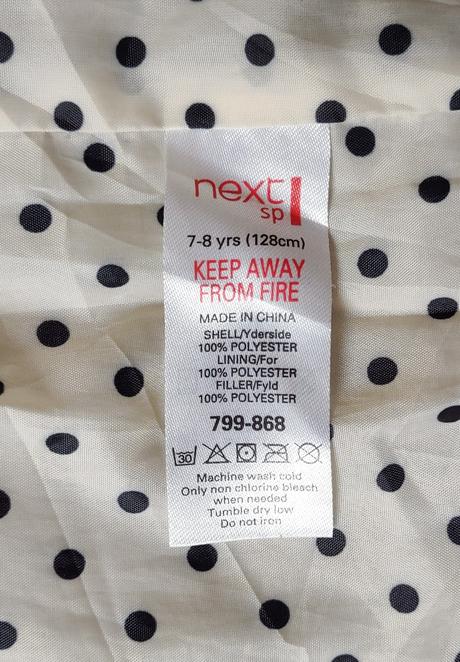 next
sp
7-8 yrs (128cm)
KEEP AWAY
FROM FIRE
MADE IN CHINA
SHELL/Yderside
100% POLYESTER
LINING/For
100% POLYESTER
FILLER/Fyld
100% POLYESTER
799-868
30
Machine wash cold
Only non chlorine bleach
when needed
Tumble dry low
Do not iron